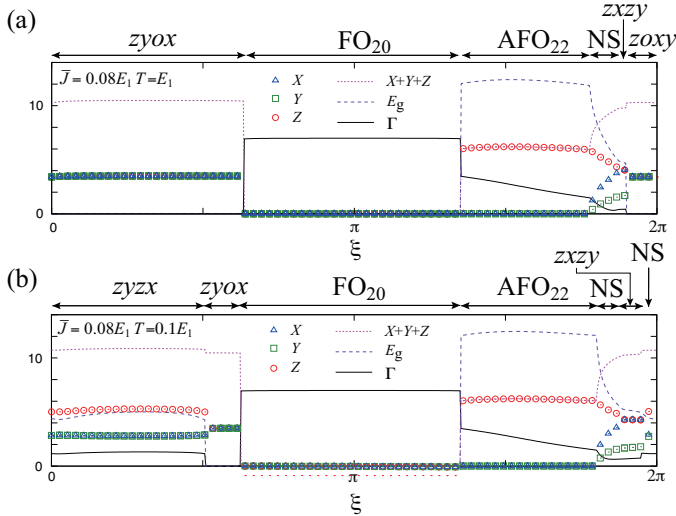 (a)
zyox FO20 AFO22 NS zxzy zoxy
J̅ = 0.08E1 T=E1
X X+Y+Z
Y Eg
Z Γ
10
0
0 π 2π
ξ
(b)
zyzx zyox FO20 AFO22 zxzy NS NS
J̅ = 0.08E1 T=0.1E1
X X+Y+Z
Y Eg
Z Γ
10
0
0 π 2π
ξ